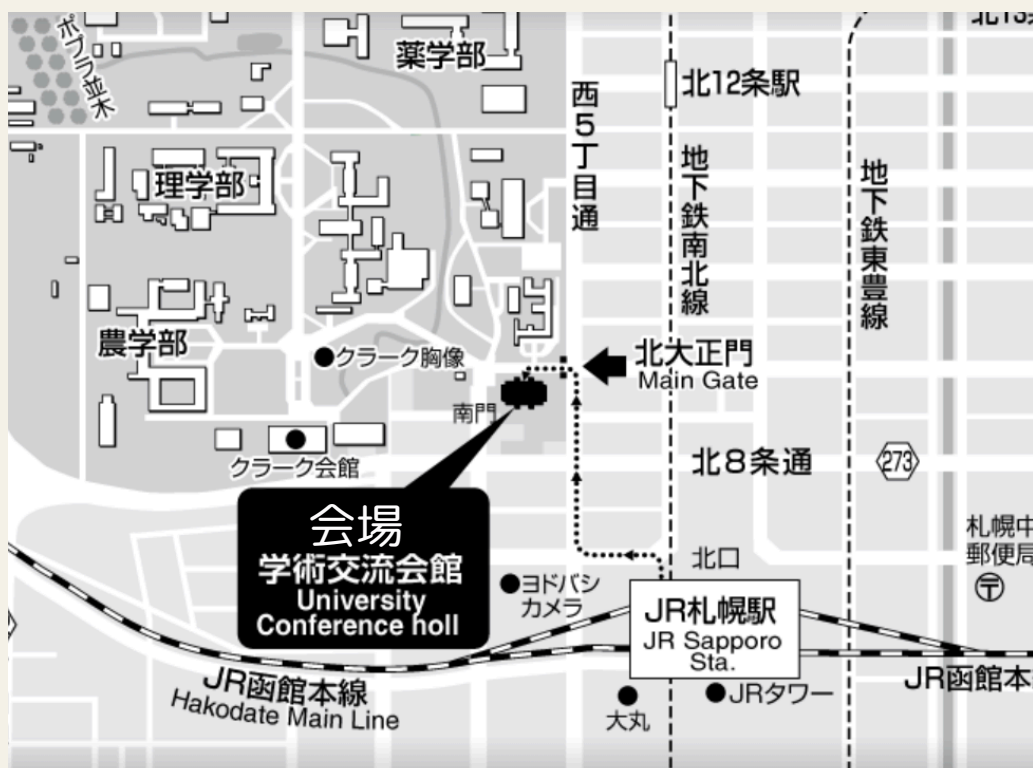 ポプラ並木
薬学部
北13条
北12条駅
西5丁目通
地下鉄南北線
地下鉄東豊線
理学部
農学部
クラーク胸像
北大正門
Main Gate
南門
クラーク会館
北8条通
273
会場
学術交流会館
University
Conference holl
北口
札幌中
郵便局
〒
ヨドバシ
カメラ
JR札幌駅
JR Sapporo
Sta.
JR函館本線
Hakodate Main Line
大丸
JRタワー
JR函館本